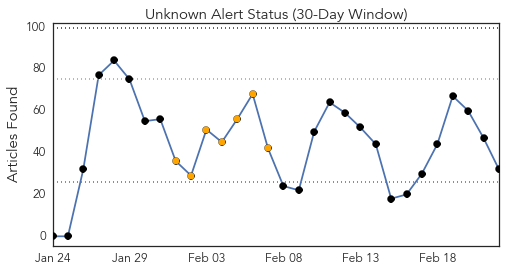 Unknown Alert Status (30-Day Window)
Articles Found
100
80
60
40
20
0
Jan 24 Jan 29 Feb 03 Feb 08 Feb 13 Feb 18